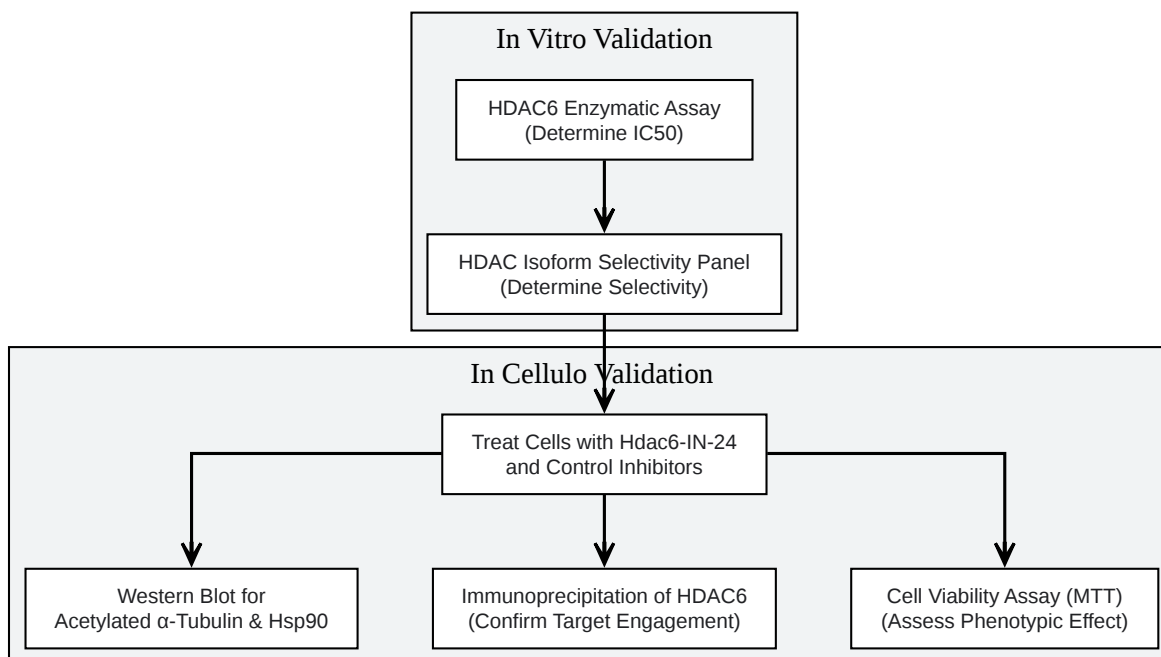 In Vitro Validation
HDAC6 Enzymatic Assay
(Determine IC50)
HDAC Isoform Selectivity Panel
(Determine Selectivity)
In Cellulo Validation
Treat Cells with Hdac6-IN-24
and Control Inhibitors
Western Blot for
Acetylated α-Tubulin & Hsp90
Immunoprecipitation of HDAC6
(Confirm Target Engagement)
Cell Viability Assay (MTT)
(Assess Phenotypic Effect)